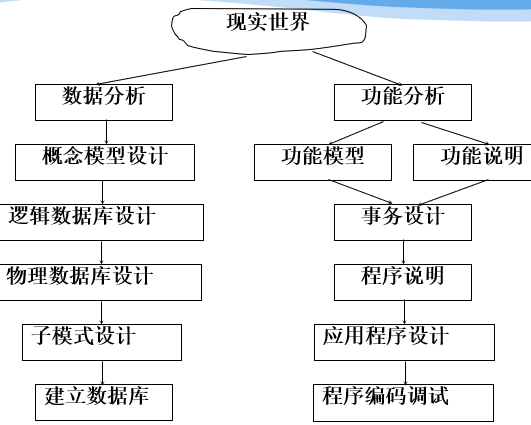 现实世界
数据分析
功能分析
概念模型设计
功能模型
功能说明
逻辑数据库设计
事务设计
物理数据库设计
程序说明
子模式设计
应用程序设计
建立数据库
程序编码调试